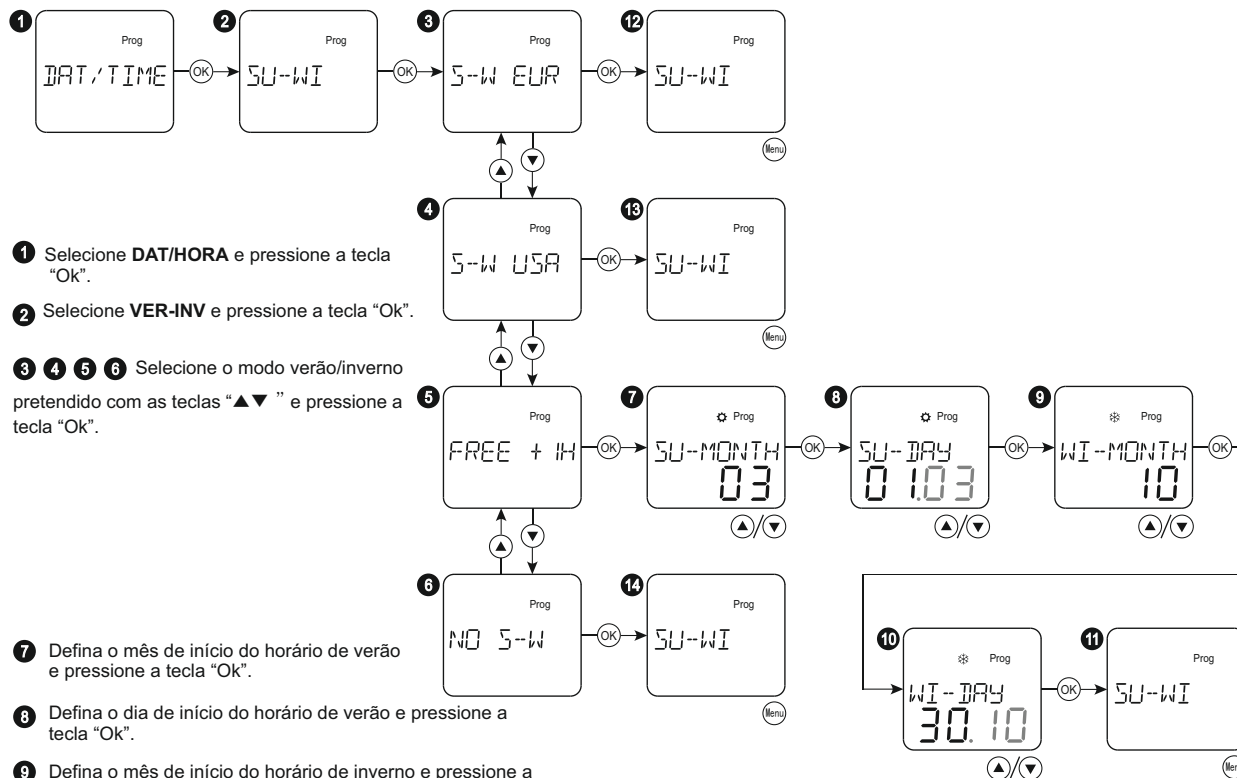 1 2 3 12
Prog Prog Prog Prog
DAT/TIME OK SU-WI OK S-W EUR OK SU-WI
Menu
▲ ▼
4 13
Prog Prog
S-W USA OK SU-WI
Menu
1 Selecione DAT/HORA e pressione a tecla
“Ok”.
2 Selecione VER-INV e pressione a tecla “Ok”.
3 4 5 6 Selecione o modo verão/inverno
pretendido com as teclas “▲▼ ” e pressione a
tecla “Ok”.
▲ ▼
5 7 8 9
Prog Prog Prog Prog
FREE + 1H OK SU-MONTH OK SU-DAY OK WI-MONTH OK
03 01.03 10
▲/▼ ▲/▼ ▲/▼
▲ ▼
6 14
Prog Prog
NO S-W OK SU-WI
Menu
10 11
Prog Prog
WI-DAY OK SU-WI
30.10
▲/▼
7 Defina o mês de início do horário de verão
e pressione a tecla “Ok”.
8 Defina o dia de início do horário de verão e pressione a
tecla “Ok”.
9 Defina o mês de início do horário de inverno e pressione a